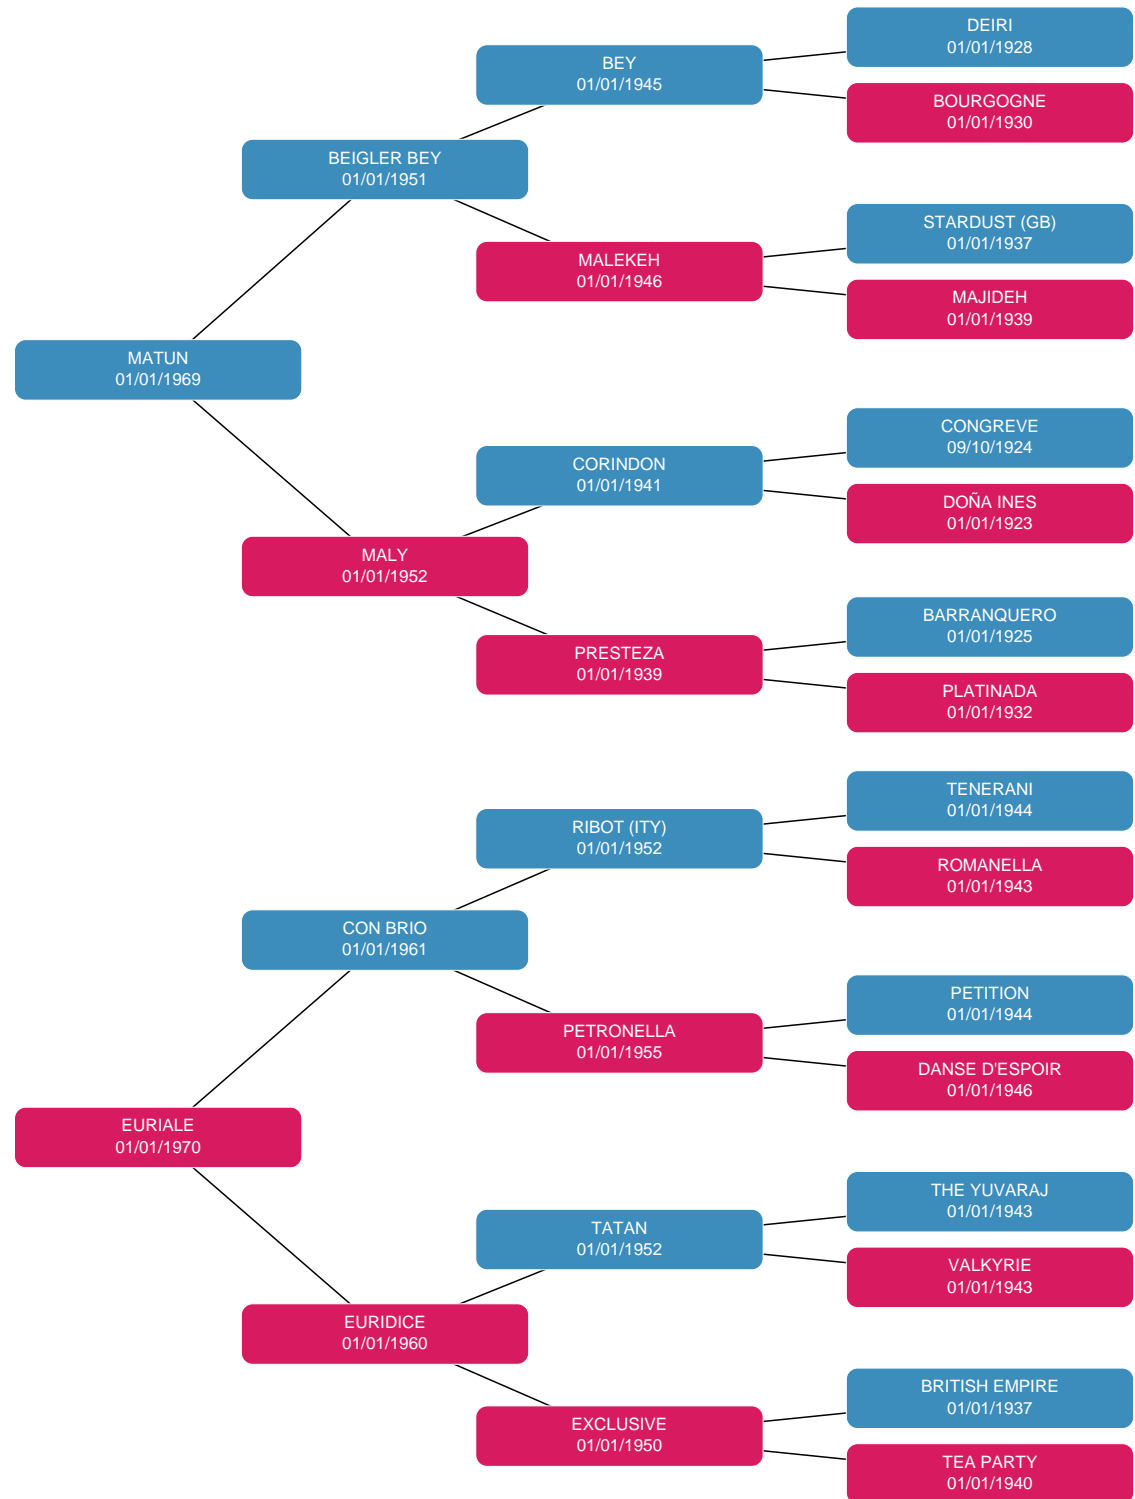 DEIRI
01/01/1928
BEY
01/01/1945
BOURGOGNE
01/01/1930
BEIGLER BEY
01/01/1951
STARDUST (GB)
01/01/1937
MALEKEH
01/01/1946
MAJIDEH
01/01/1939
MATUN
01/01/1969
CONGREVE
09/10/1924
CORINDON
01/01/1941
DOÑA INES
01/01/1923
MALY
01/01/1952
BARRANQUERO
01/01/1925
PRESTEZA
01/01/1939
PLATINADA
01/01/1932
TENERANI
01/01/1944
RIBOT (ITY)
01/01/1952
ROMANELLA
01/01/1943
CON BRIO
01/01/1961
PETITION
01/01/1944
PETRONELLA
01/01/1955
DANSE D'ESPOIR
01/01/1946
EURIALE
01/01/1970
THE YUVARAJ
01/01/1943
TATAN
01/01/1952
VALKYRIE
01/01/1943
EURIDICE
01/01/1960
BRITISH EMPIRE
01/01/1937
EXCLUSIVE
01/01/1950
TEA PARTY
01/01/1940